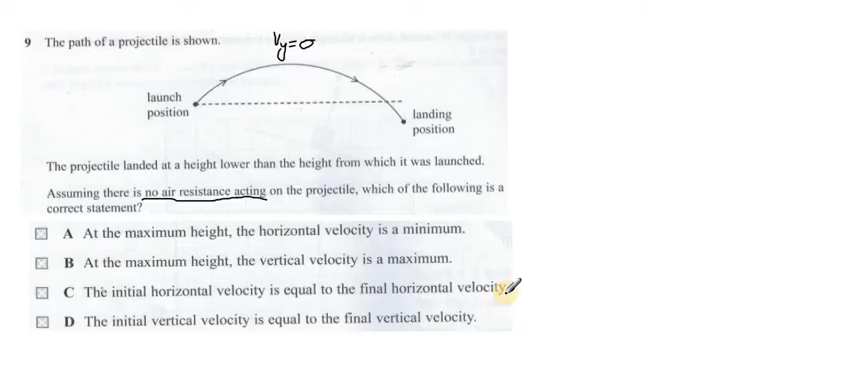 9 The path of a projectile is shown.
Vy=0
launch
position
landing
position
The projectile landed at a height lower than the height from which it was launched.
Assuming there is no air resistance acting on the projectile, which of the following is a
correct statement?
A At the maximum height, the horizontal velocity is a minimum.
B At the maximum height, the vertical velocity is a maximum.
C The initial horizontal velocity is equal to the final horizontal velocity.
D The initial vertical velocity is equal to the final vertical velocity.